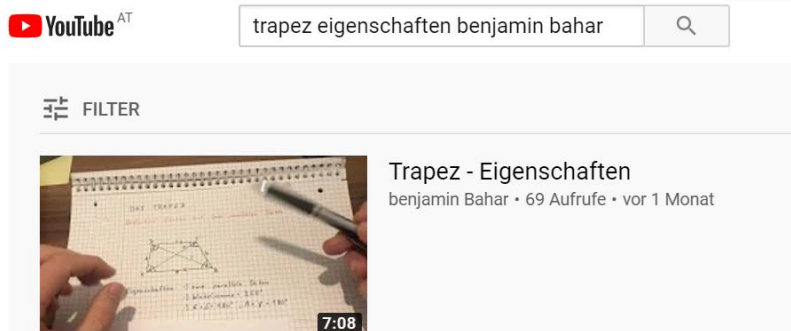 YouTube AT
trapez eigenschaften benjamin bahar
FILTER
Trapez - Eigenschaften
benjamin Bahar • 69 Aufrufe • vor 1 Monat
DAS TRAPEZ
Eigenschaften
7:08